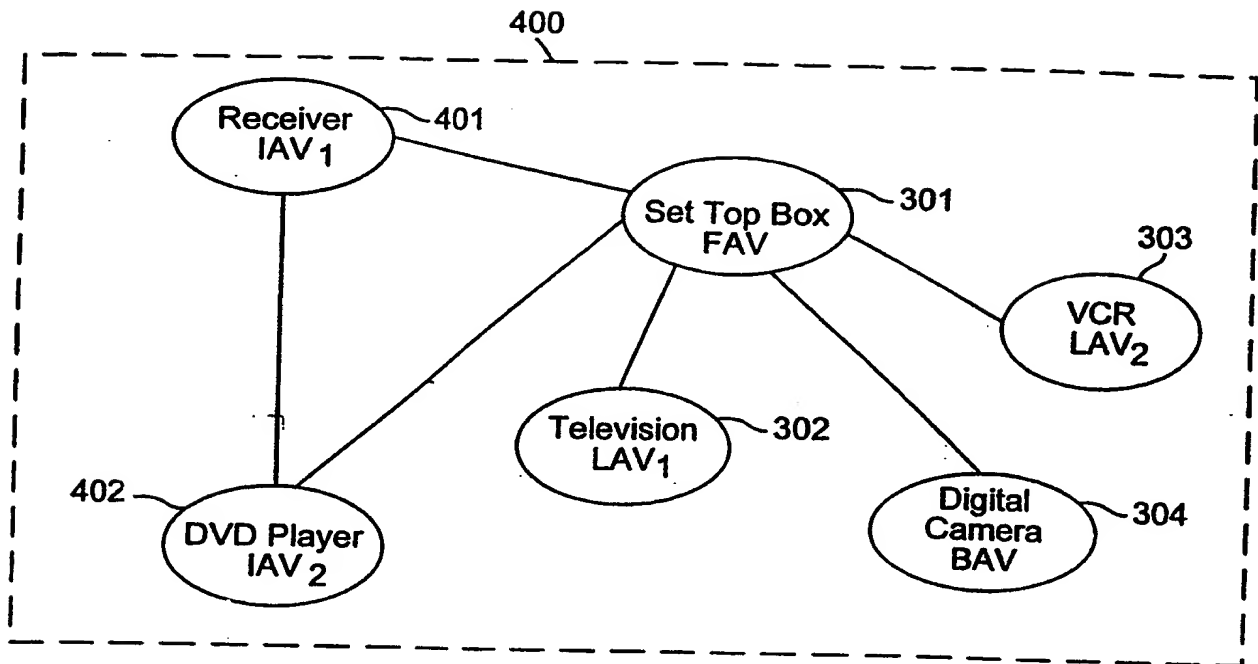 400
Receiver
IAV1
401
Set Top Box
FAV
301
303
VCR
LAV2
Television
LAV1
302
402
DVD Player
IAV2
Digital
Camera
BAV
304